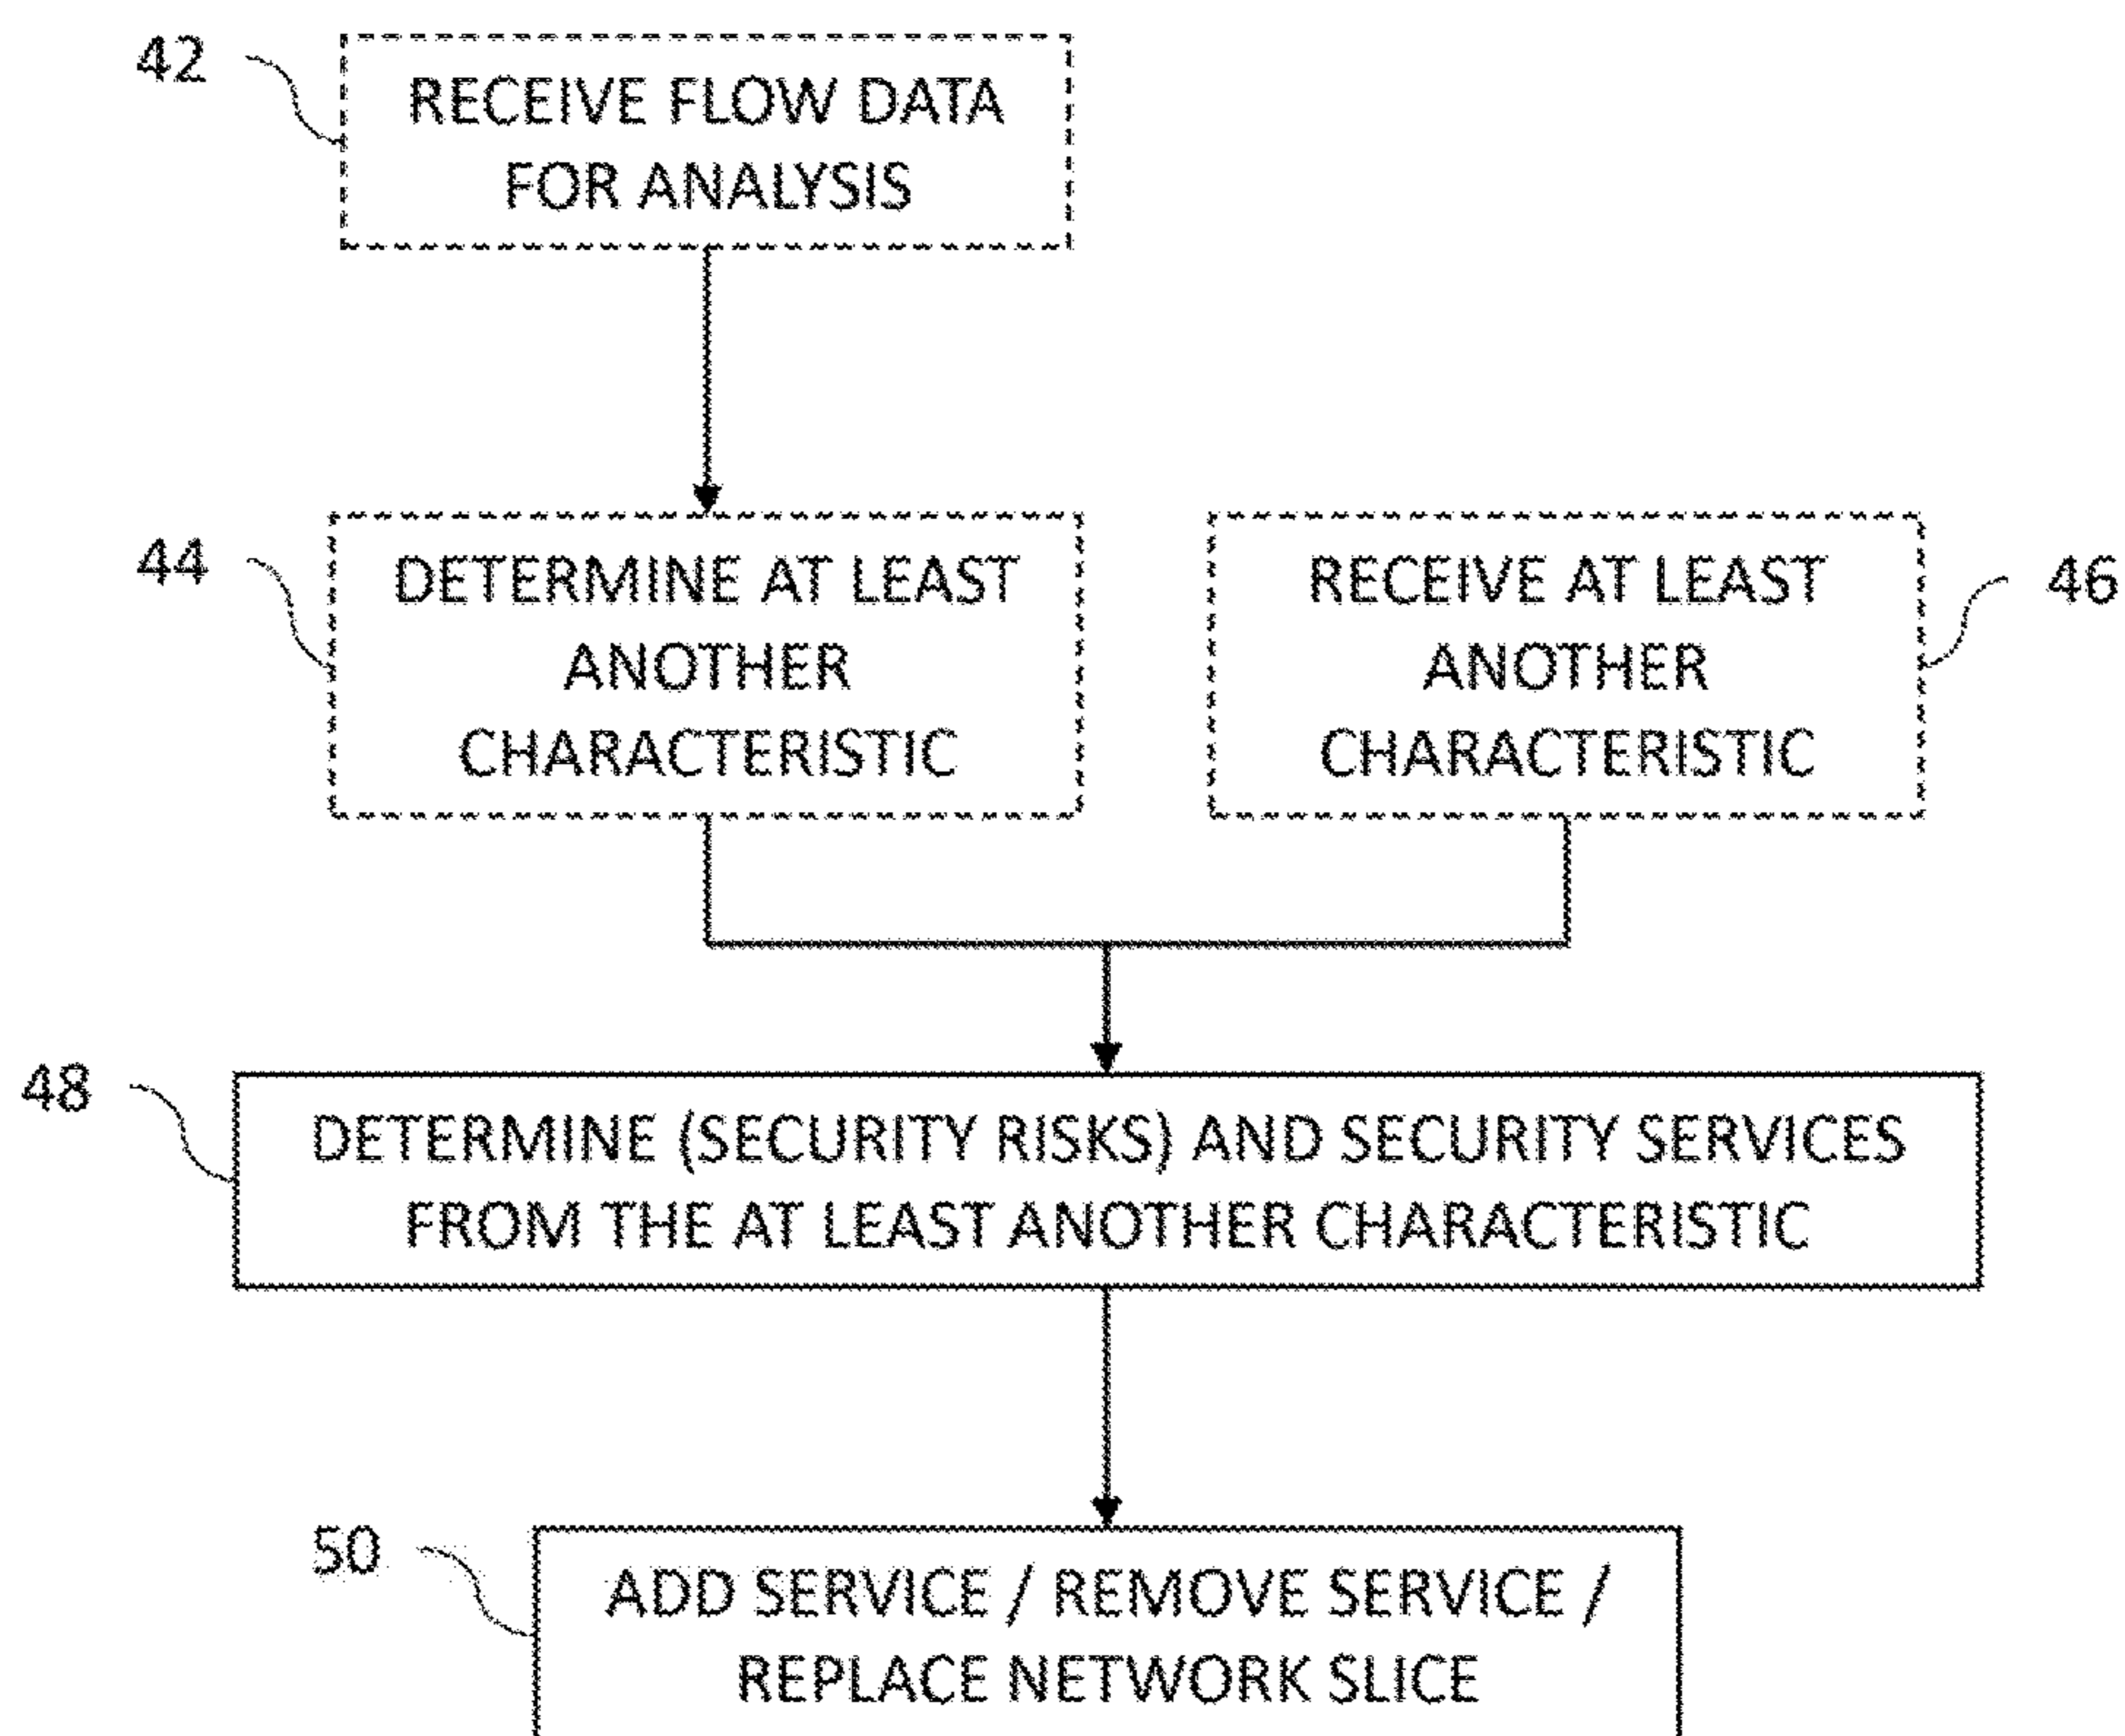 42
RECEIVE FLOW DATA
FOR ANALYSIS
44
DETERMINE AT LEAST
ANOTHER
CHARACTERISTIC
RECEIVE AT LEAST
ANOTHER
CHARACTERISTIC
46
48
DETERMINE (SECURITY RISKS) AND SECURITY SERVICES
FROM THE AT LEAST ANOTHER CHARACTERISTIC
50
ADD SERVICE / REMOVE SERVICE /
REPLACE NETWORK SLICE